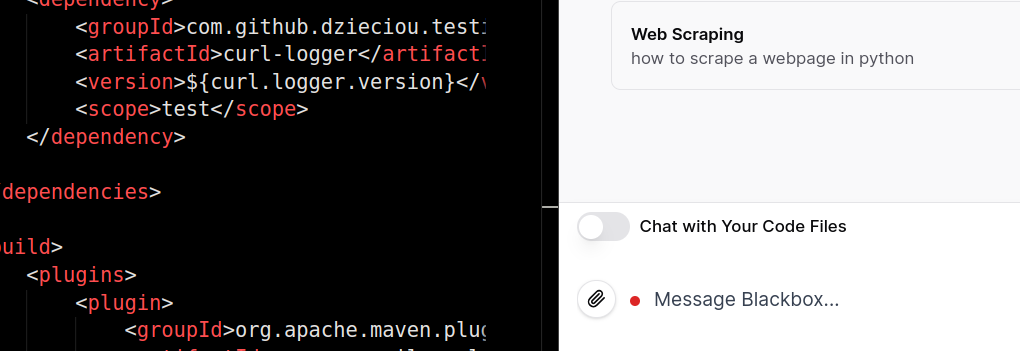 <dependency>
<groupId>com.github.dzieciou.testi
<artifactId>curl-logger</artifact
<version>${curl.logger.version}</v
<scope>test</scope>
</dependency>
dependencies>
uild>
<plugins>
<plugin>
<groupId>org.apache.maven.plug
Web Scraping
how to scrape a webpage in python
Chat with Your Code Files
Message Blackbox...